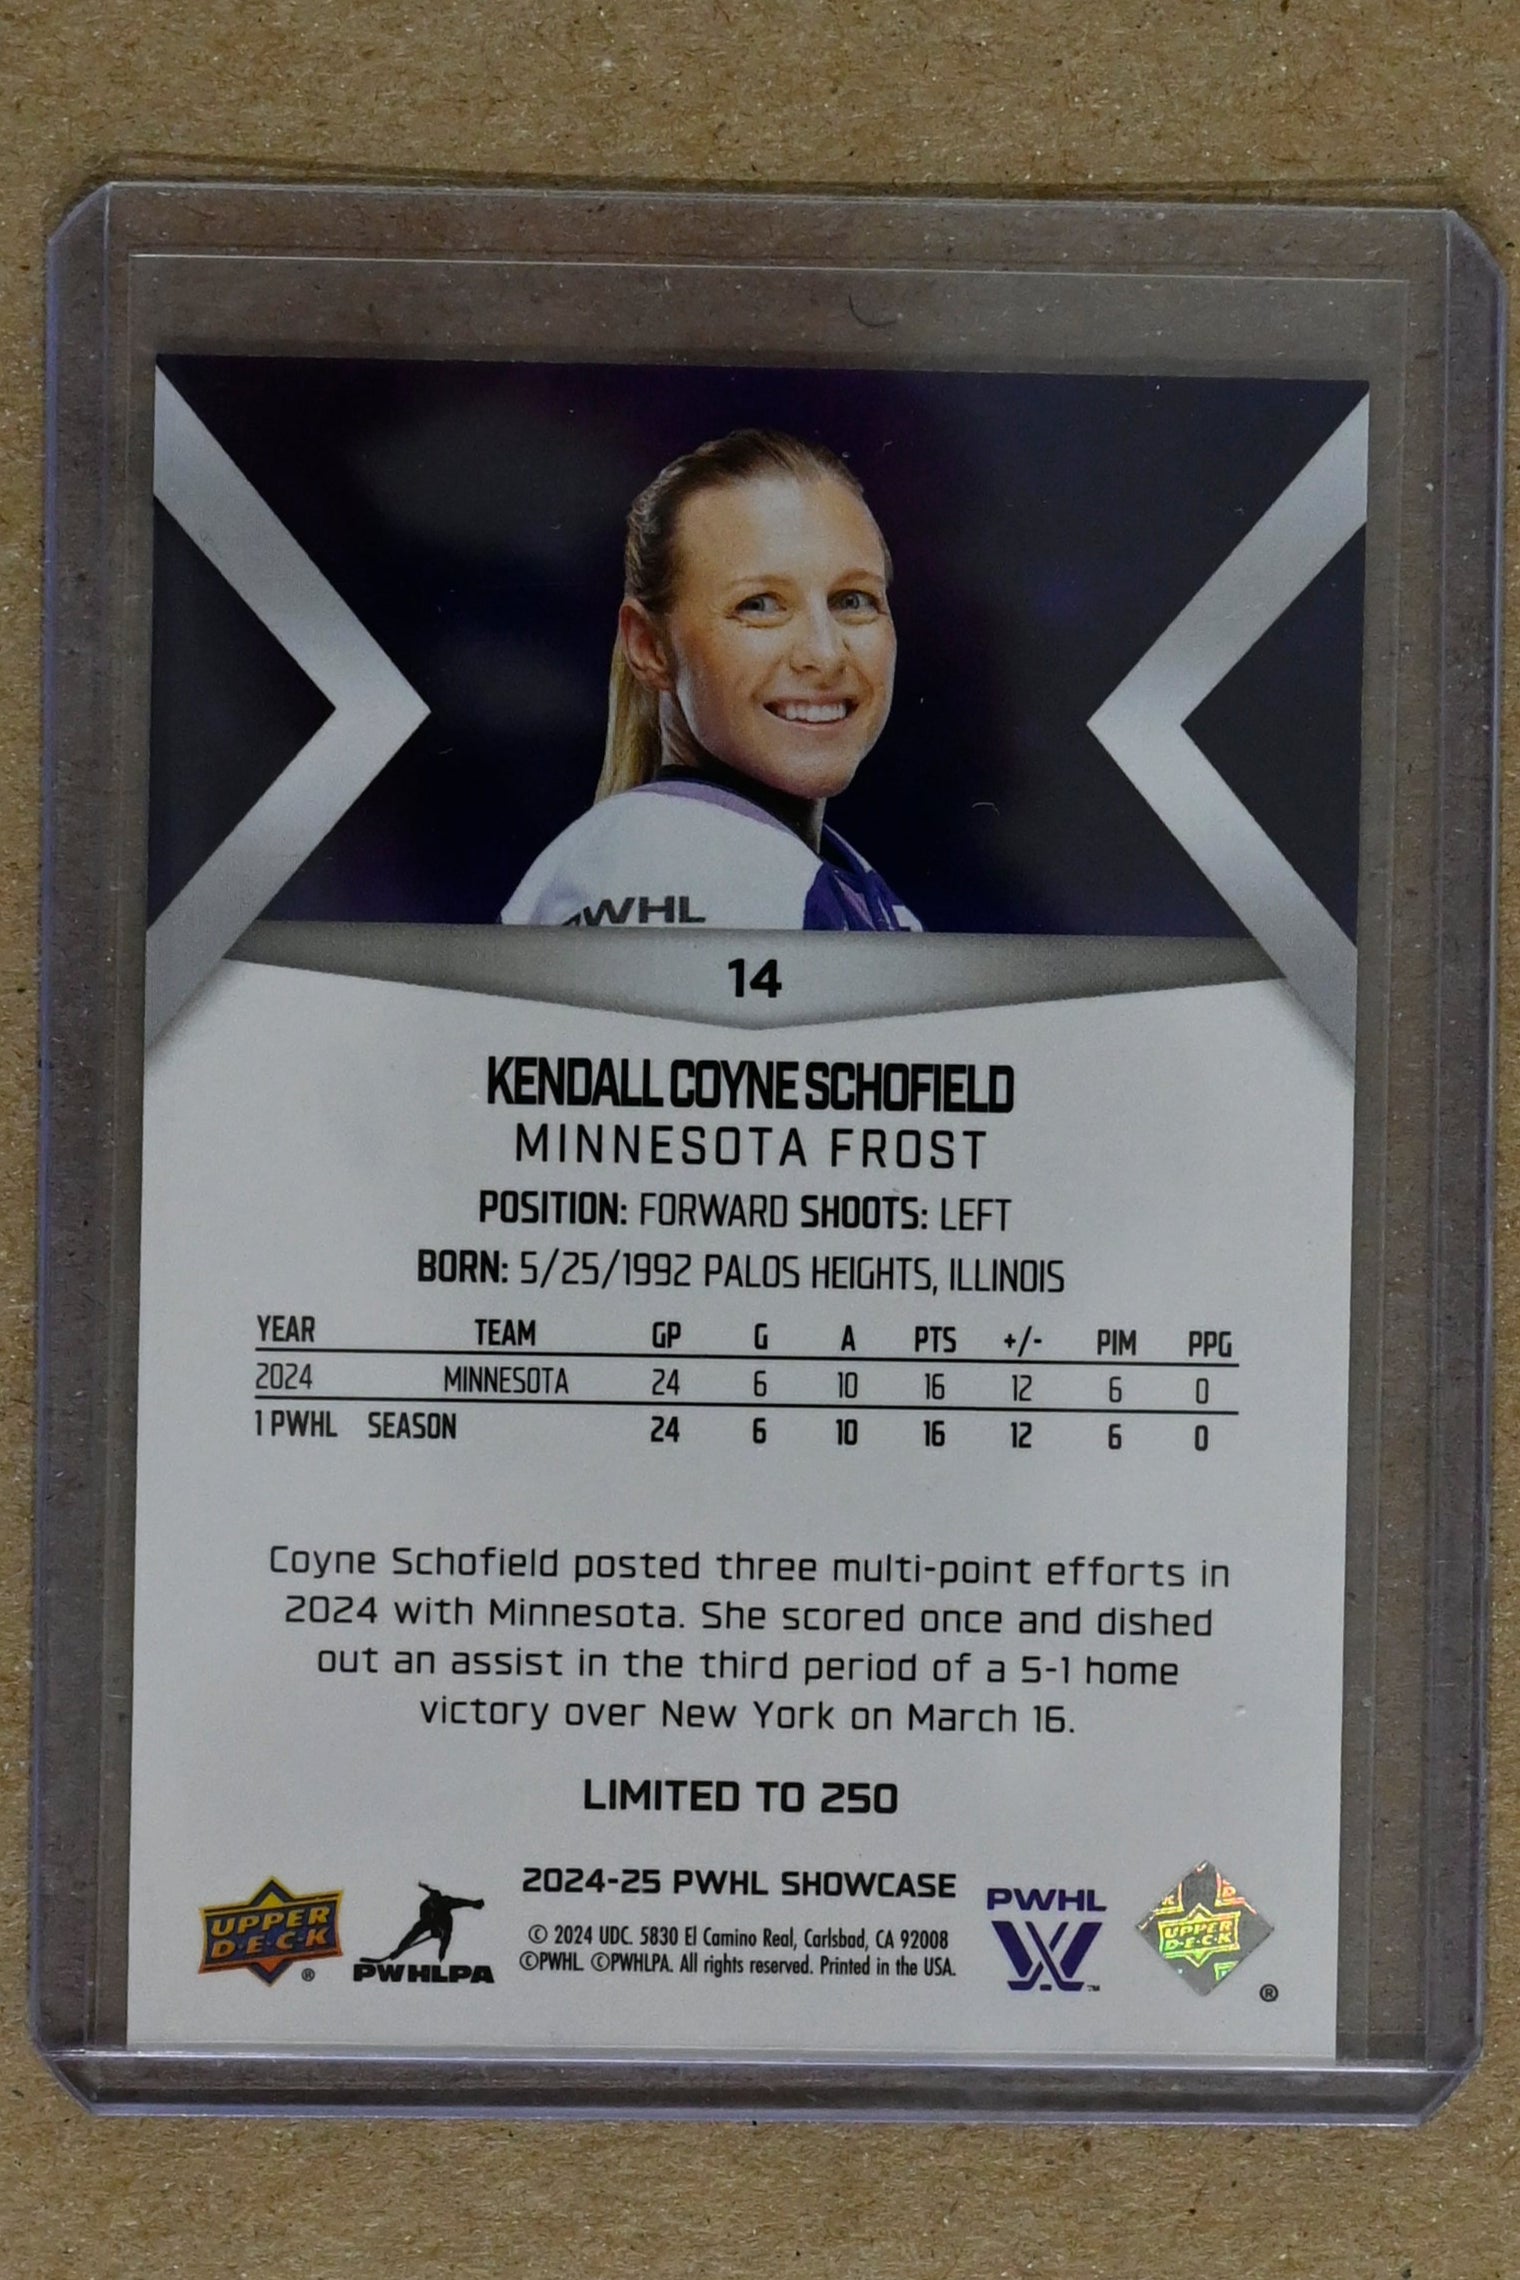 WHL
14
KENDALL COYNE SCHOFIELD
MINNESOTA FROST
POSITION: FORWARD SHOOTS: LEFT
BORN: 5/25/1992 PALOS HEIGHTS, ILLINOIS
YEAR TEAM GP G A PTS +/- PIM PPG
2024 MINNESOTA 24 6 10 16 12 6 0
1 PWHL SEASON 24 6 10 16 12 6 0
Coyne Schofield posted three multi-point efforts in
2024 with Minnesota. She scored once and dished
out an assist in the third period of a 5-1 home
victory over New York on March 16.
LIMITED TO 250
2024-25 PWHL SHOWCASE
© 2024 UDC. 5830 El Camino Real, Carlsbad, CA 92008
©PWHL ©PWHLPA. All rights reserved. Printed in the USA.
UPPER
D·E·C·K ®
PWHLPA
PWHL
™
UPPER
D·E·C·K
®